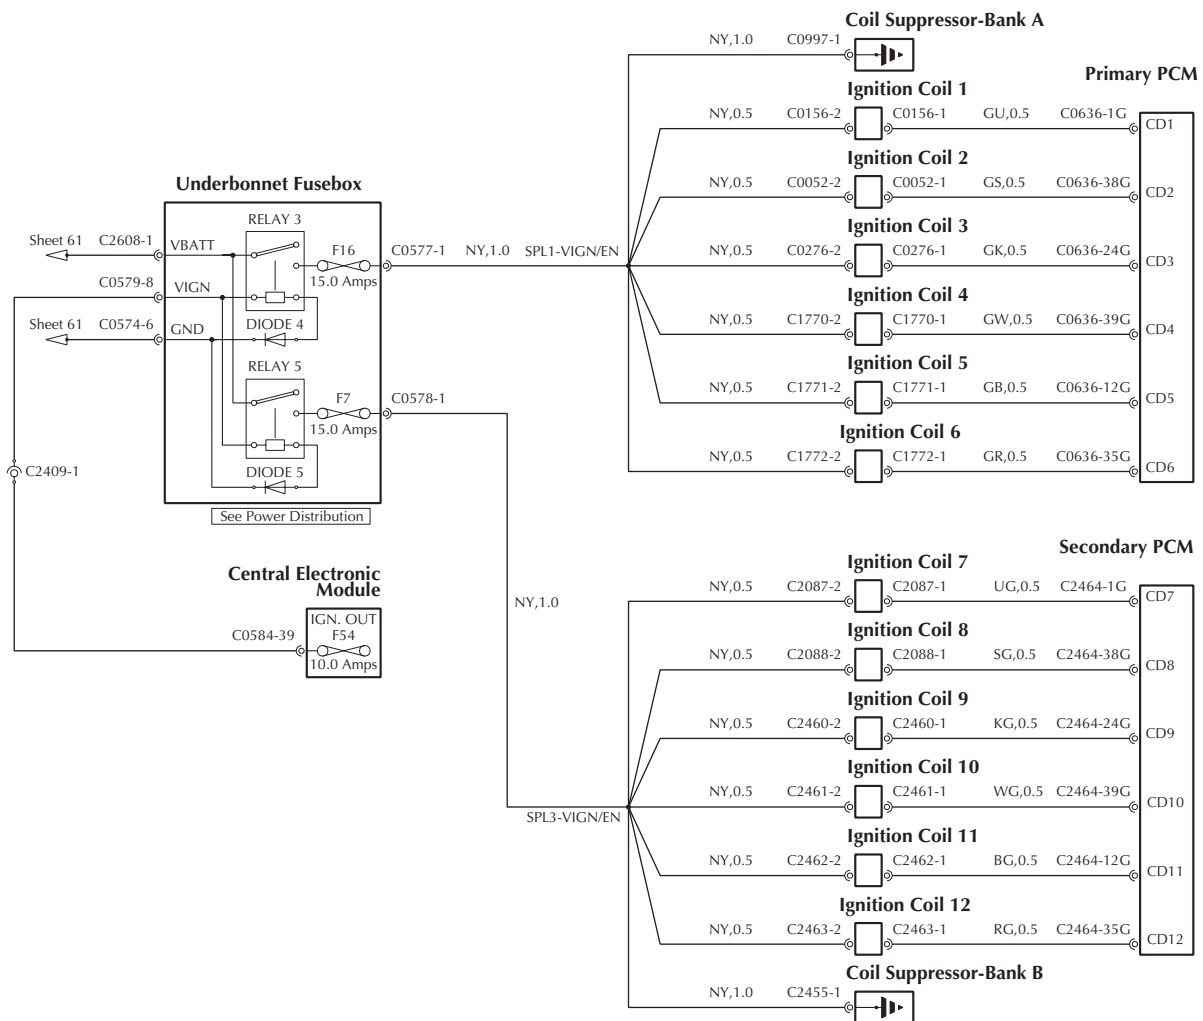 Coil Suppressor-Bank A
NY,1.0 C0997-1
Primary PCM
Ignition Coil 1
NY,0.5 C0156-2 C0156-1 GU,0.5 C0636-1G CD1
Ignition Coil 2
NY,0.5 C0052-2 C0052-1 GS,0.5 C0636-38G CD2
Ignition Coil 3
NY,0.5 C0276-2 C0276-1 GK,0.5 C0636-24G CD3
Ignition Coil 4
NY,0.5 C1770-2 C1770-1 GW,0.5 C0636-39G CD4
Ignition Coil 5
NY,0.5 C1771-2 C1771-1 GB,0.5 C0636-12G CD5
Ignition Coil 6
NY,0.5 C1772-2 C1772-1 GR,0.5 C0636-35G CD6
Underbonnet Fusebox
RELAY 3
Sheet 61 C2608-1 VBATT F16 C0577-1 NY,1.0 SPL1-VIGN/EN
15.0 Amps
C0579-8 VIGN
Sheet 61 C0574-6 GND DIODE 4
RELAY 5
F7 C0578-1
15.0 Amps
C2409-1 DIODE 5
See Power Distribution
Central Electronic
Module
IGN. OUT
C0584-39 F54
10.0 Amps
NY,1.0
SPL3-VIGN/EN
Secondary PCM
Ignition Coil 7
NY,0.5 C2087-2 C2087-1 UG,0.5 C2464-1G CD7
Ignition Coil 8
NY,0.5 C2088-2 C2088-1 SG,0.5 C2464-38G CD8
Ignition Coil 9
NY,0.5 C2460-2 C2460-1 KG,0.5 C2464-24G CD9
Ignition Coil 10
NY,0.5 C2461-2 C2461-1 WG,0.5 C2464-39G CD10
Ignition Coil 11
NY,0.5 C2462-2 C2462-1 BG,0.5 C2464-12G CD11
Ignition Coil 12
NY,0.5 C2463-2 C2463-1 RG,0.5 C2464-35G CD12
Coil Suppressor-Bank B
NY,1.0 C2455-1